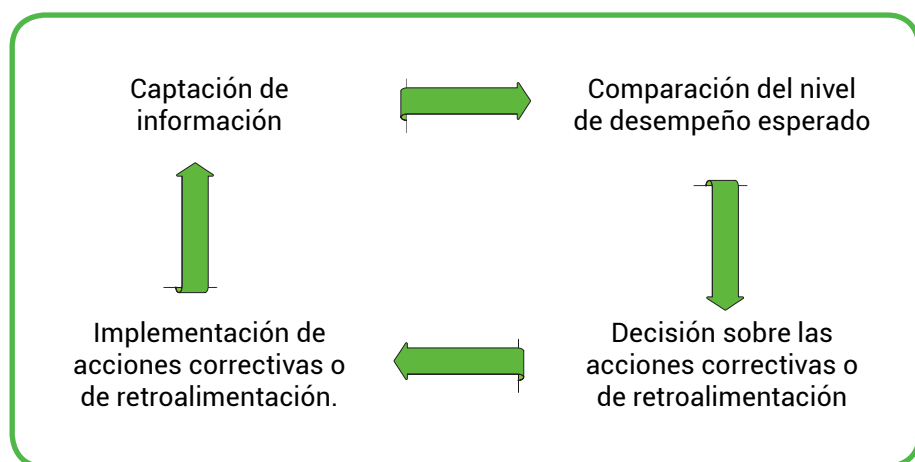 Captación de
información
Comparación del nivel
de desempeño esperado
Decisión sobre las
acciones correctivas o
de retroalimentación
Implementación de
acciones correctivas o
de retroalimentación.